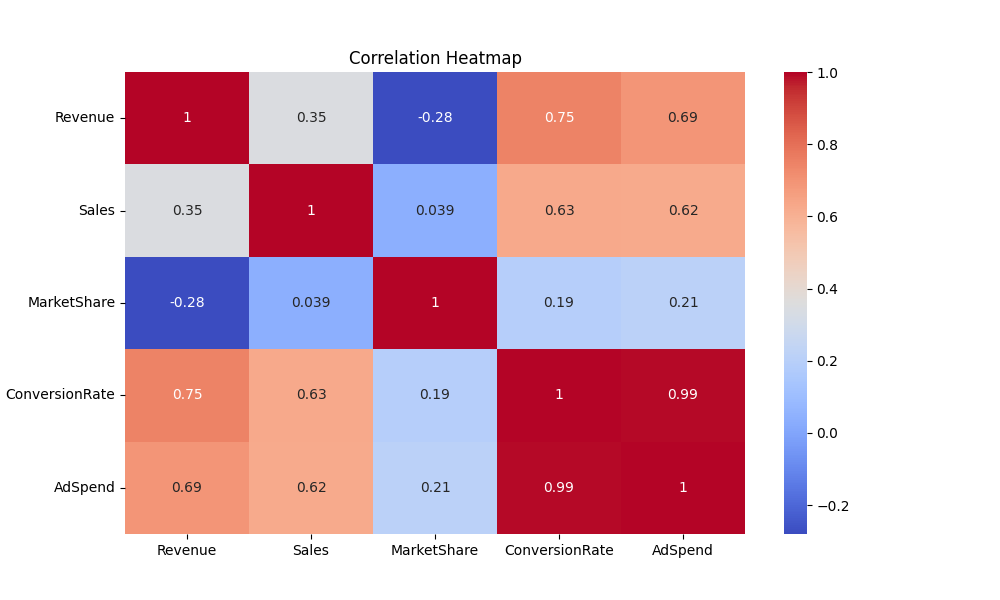 Correlation Heatmap
Revenue 1 0.35 -0.28 0.75 0.69
Sales 0.35 1 0.039 0.63 0.62
MarketShare -0.28 0.039 1 0.19 0.21
ConversionRate 0.75 0.63 0.19 1 0.99
AdSpend 0.69 0.62 0.21 0.99 1
Revenue Sales MarketShare ConversionRate AdSpend
1.0
0.8
0.6
0.4
0.2
0.0
−0.2